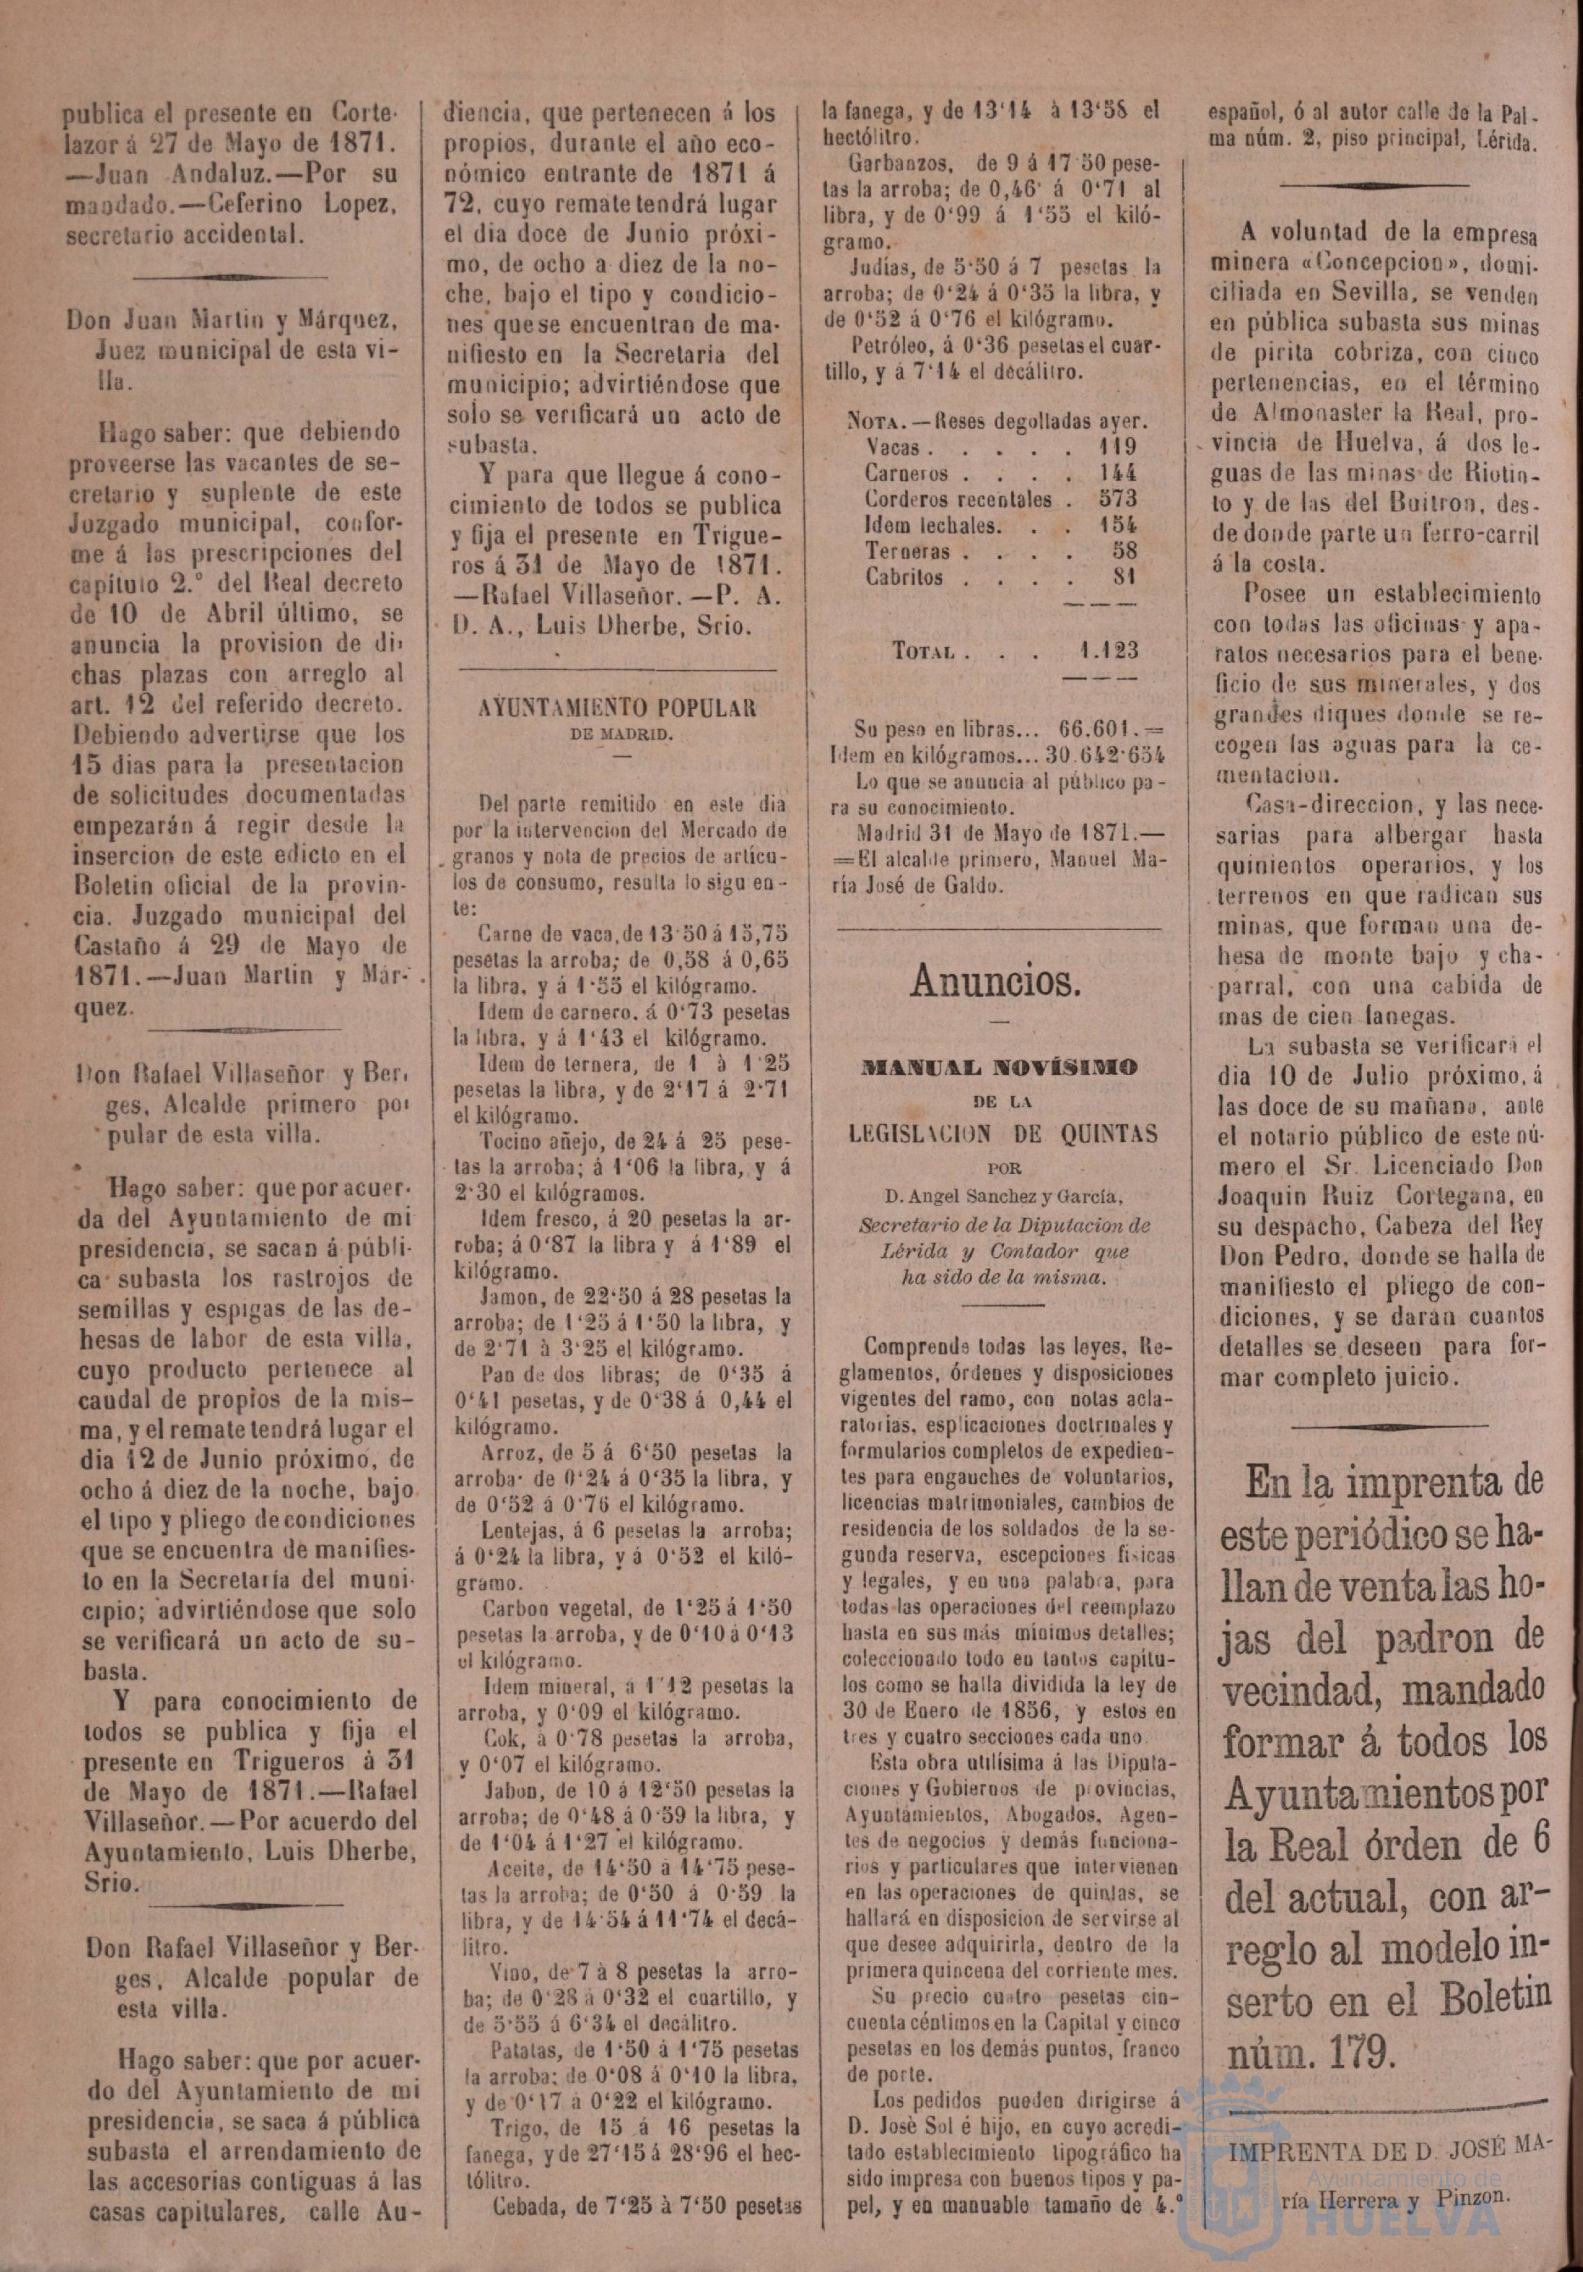 publica el presente en Corte-
lazor á 27 de Mayo de 1871.
—Juan Andaluz.—Por su
mandado.—Ceferino Lopez,
secretario accidental.
Don Juan Martin y Márquez,
Juez municipal de esta vi-
lla.
Hago saber: que debiendo
proveerse las vacantes de se-
cretario y suplente de este
Juzgado municipal, confor-
me á las prescripciones del
capítulo 2.º del Real decreto
de 10 de Abril último, se
anuncia la provision de di-
chas plazas con arreglo al
art. 12 del referido decreto.
Debiendo advertirse que los
15 dias para la presentacion
de solicitudes documentadas
empezarán á regir desde la
insercion de este edicto en el
Boletin oficial de la provin-
cia. Juzgado municipal del
Castaño á 29 de Mayo de
1871.—Juan Martin y Már-
quez.
Don Rafael Villaseñor y Ber-
ges, Alcalde primero po-
pular de esta villa.
Hago saber: que por acuer-
da del Ayuntamiento de mi
presidencia, se sacan á públi-
ca subasta los rastrojos de
semillas y espigas de las de-
hesas de labor de esta villa,
cuyo producto pertenece al
caudal de propios de la mis-
ma, y el remate tendrá lugar el
dia 12 de Junio próximo, de
ocho á diez de la noche, bajo
el tipo y pliego de condiciones
que se encuentra de manifies-
to en la Secretaría del muni-
cipio; advirtiéndose que solo
se verificará un acto de su-
basta.
Y para conocimiento de
todos se publica y fija el
presente en Trigueros á 31
de Mayo de 1871.—Rafael
Villaseñor.—Por acuerdo del
Ayuntamiento, Luis Dherbe,
Srio.
Don Rafael Villaseñor y Ber-
ges, Alcalde popular de
esta villa.
Hago saber: que por acuer-
do del Ayuntamiento de mi
presidencia, se saca á pública
subasta el arrendamiento de
las accesorias contiguas á las
casas capitulares, calle Au-
diencia, que pertenecen á los
propios, durante el año eco-
nómico entrante de 1871 á
72, cuyo remate tendrá lugar
el dia doce de Junio próxi-
mo, de ocho a diez de la no-
che, bajo el tipo y condicio-
nes que se encuentran de ma-
nifiesto en la Secretaria del
municipio; advirtiéndose que
solo se verificará un acto de
subasta.
Y para que llegue á cono-
cimiento de todos se publica
y fija el presente en Trigue-
ros á 31 de Mayo de 1871.
—Rafael Villaseñor.—P. A.
D. A., Luis Dherbe, Srio.
AYUNTAMIENTO POPULAR
DE MADRID.
Del parte remitido en este dia
por la intervencion del Mercado de
granos y nota de precios de artícu-
los de consumo, resulta lo siguen-
te:
Carne de vaca, de 13'50 á 15,75
pesetas la arroba; de 0,58 á 0,65
la libra, y á 1'55 el kilógramo.
Idem de carnero, á 0'73 pesetas
la libra, y á 1'43 el kilógramo.
Idem de ternera, de 1 à 1'25
pesetas la libra, y de 2'17 á 2'71
el kilógramo.
Tocino añejo, de 24 á 25 pese-
tas la arroba; á 1'06 la libra, y á
2'30 el kilógramos.
Idem fresco, á 20 pesetas la ar-
roba; á 0'87 la libra y á 1'89 el
kilógramo.
Jamon, de 22'50 á 28 pesetas la
arroba; de 1'25 á 1'50 la libra, y
de 2'71 à 3'25 el kilógramo.
Pan de dos libras; de 0'35 á
0'41 pesetas, y de 0'38 á 0,44 el
kilógramo.
Arroz, de 5 á 6'50 pesetas la
arroba; de 0'24 á 0'35 la libra, y
de 0'52 á 0'76 el kilógramo.
Lentejas, á 6 pesetas la arroba;
á 0'24 la libra, y á 0'52 el kiló-
gramo.
Carbon vegetal, de 1'25 á 1'50
pesetas la arroba, y de 0'10 á 0'13
el kilógramo.
Idem mineral, á 1'12 pesetas la
arroba, y 0'09 el kilógramo.
Cok, à 0'78 pesetas la arroba,
y 0'07 el kilógramo.
Jabon, de 10 á 12'50 pesetas la
arroba; de 0'48 á 0'59 la libra, y
de 1'04 á 1'27 el kilógramo.
Aceite, de 14'50 á 14'75 pese-
tas la arroba; de 0'50 á 0'59 la
libra, y de 14'54 á 11'74 el decá-
litro.
Vino, de 7 à 8 pesetas la arro-
ba; de 0'28 á 0'32 el cuartillo, y
de 5'55 á 6'34 el decálitro.
Patatas, de 1'50 á 1'75 pesetas
la arroba; de 0'08 á 0'10 la libra,
y de 0'17 à 0'22 el kilógramo.
Trigo, de 15 á 16 pesetas la
fanega, y de 27'15 á 28'96 el hec-
tólitro.
Cebada, de 7'25 à 7'50 pesetas
la fanega, y de 13'14 à 13'58 el
hectólitro.
Garbanzos, de 9 á 17'50 pese-
tas la arroba; de 0,46 á 0'71 al
libra, y de 0'99 á 1'55 el kiló-
gramo.
Judías, de 5'50 á 7 pesetas la
arroba; de 0'24 á 0'35 la libra, y
de 0'52 á 0'76 el kilógramo.
Petróleo, á 0'36 pesetas el cuar-
tillo, y á 7'14 el decálitro.
NOTA.—Reses degolladas ayer.
Vacas . . . . . 119
Carneros . . . . 144
Corderos recentales . 573
Idem lechales. . . 154
Terneras . . . . 58
Cabritos . . . . 81
TOTAL . . . 1.123
Su peso en libras... 66.601.=
Idem en kilógramos... 30.642'654
Lo que se anuncia al público pa-
ra su conocimiento.
Madrid 31 de Mayo de 1871.—
=El alcalde primero, Manuel Ma-
ría José de Galdo.
Anuncios.
MANUAL NOVÍSIMO
DE LA
LEGISLACION DE QUINTAS
POR
D. Angel Sanchez y García,
Secretario de la Diputacion de
Lérida y Contador que
ha sido de la misma.
Comprende todas las leyes, Re-
glamentos, órdenes y disposiciones
vigentes del ramo, con notas acla-
ratorias, esplicaciones doctrinales y
formularios completos de expedien-
tes para engauches de voluntarios,
licencias matrimoniales, cambios de
residencia de los soldados de la se-
gunda reserva, escepciones físicas
y legales, y en una palabra, para
todas las operaciones del reemplazo
hasta en sus más minimos detalles;
coleccionado todo en tantos capítu-
los como se halla dividida la ley de
30 de Enero de 1856, y estos en
tres y cuatro secciones cada uno.
Esta obra utilísima á las Diputa-
ciones y Gobiernos de provincias,
Ayuntamientos, Abogados, Agen-
tes de negocios y demás funciona-
rios y particulares que intervienen
en las operaciones de quintas, se
hallará en disposicion de servirse al
que desee adquirirla, dentro de la
primera quincena del corriente mes.
Su precio cuatro pesetas cin-
cuenta céntimos en la Capital y cinco
pesetas en los demás puntos, franco
de porte.
Los pedidos pueden dirigirse á
D. Josè Sol é hijo, en cuyo acredi-
tado establecimiento tipográfico ha
sido impresa con buenos tipos y pa-
pel, y en manuable tamaño de 4.º
español, ó al autor calle de la Pal-
ma núm. 2, piso principal, Lérida.
A voluntad de la empresa
minera «Concepcion», domi-
ciliada en Sevilla, se venden
en pública subasta sus minas
de pirita cobriza, con cinco
pertenencias, en el término
de Almonaster la Real, pro-
vincia de Huelva, á dos le-
guas de las minas de Riotin-
to y de las del Buitron, des-
de donde parte un ferro-carril
á la costa.
Posee un establecimiento
con todas las oficinas y apa-
ratos necesarios para el bene-
ficio de sus minerales, y dos
grandes diques donde se re-
cogen las aguas para la ce-
mentacion.
Casa-direccion, y las nece-
sarias para albergar hasta
quinientos operarios, y los
terrenos en que radican sus
minas, que forman una de-
hesa de monte bajo y cha-
parral, con una cabida de
mas de cien fanegas.
La subasta se verificará el
dia 10 de Julio próximo, á
las doce de su mañana, ante
el notario público de este nú-
mero el Sr. Licenciado Don
Joaquin Ruiz Cortegana, en
su despacho, Cabeza del Rey
Don Pedro, donde se halla de
manifiesto el pliego de con-
diciones, y se darán cuantos
detalles se deseen para for-
mar completo juicio.
En la imprenta de
este periódico se ha-
llan de venta las ho-
jas del padron de
vecindad, mandado
formar á todos los
Ayuntamientos por
la Real órden de 6
del actual, con ar-
reglo al modelo in-
serto en el Boletin
núm. 179.
IMPRENTA DE D. JOSÉ MA-
ría Herrera y Pinzon.
Ayuntamiento de
HUELVA